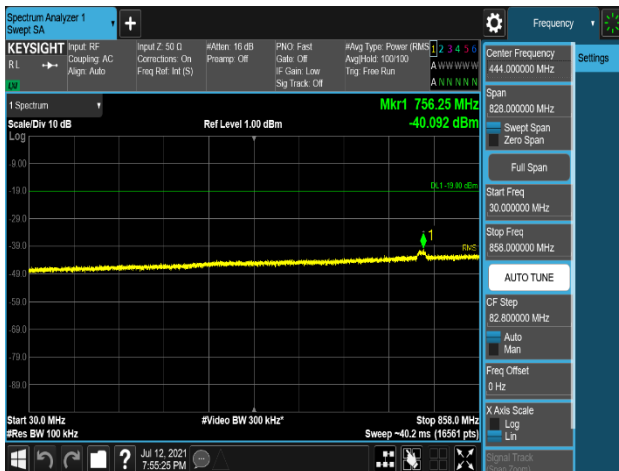 Spectrum Analyzer 1
Swept SA
+
Frequency
KEYSIGHT
RL
Input: RF
Coupling: AC
Align: Auto
Input Z: 50 Ω
Corrections: On
Freq Ref: Int (S)
#Atten: 16 dB
Preamp: Off
PNO: Fast
Gate: Off
IF Gain: Low
Sig Track: Off
#Avg Type: Power (RMS
Avg|Hold: 100/100
Trig: Free Run
1 2 3 4 5 6
A W W W W W
A N N N N N
1 Spectrum
Scale/Div 10 dB
Log
Ref Level 1.00 dBm
Mkr1 756.25 MHz
-40.092 dBm
-9.00
-19.0
-29.0
-39.0
-49.0
-59.0
-69.0
-79.0
-89.0
DL1 -19.00 dBm
1
RMS
Start 30.0 MHz
#Res BW 100 kHz
#Video BW 300 kHz*
Stop 858.0 MHz
Sweep ~40.2 ms (16561 pts)
Jul 12, 2021
7:55:25 PM
?
Settings
Center Frequency
444.000000 MHz
Span
828.000000 MHz
Swept Span
Zero Span
Full Span
Start Freq
30.000000 MHz
Stop Freq
858.000000 MHz
AUTO TUNE
CF Step
82.800000 MHz
Auto
Man
Freq Offset
0 Hz
X Axis Scale
Log
Lin
Signal Track
(Span Zoom)